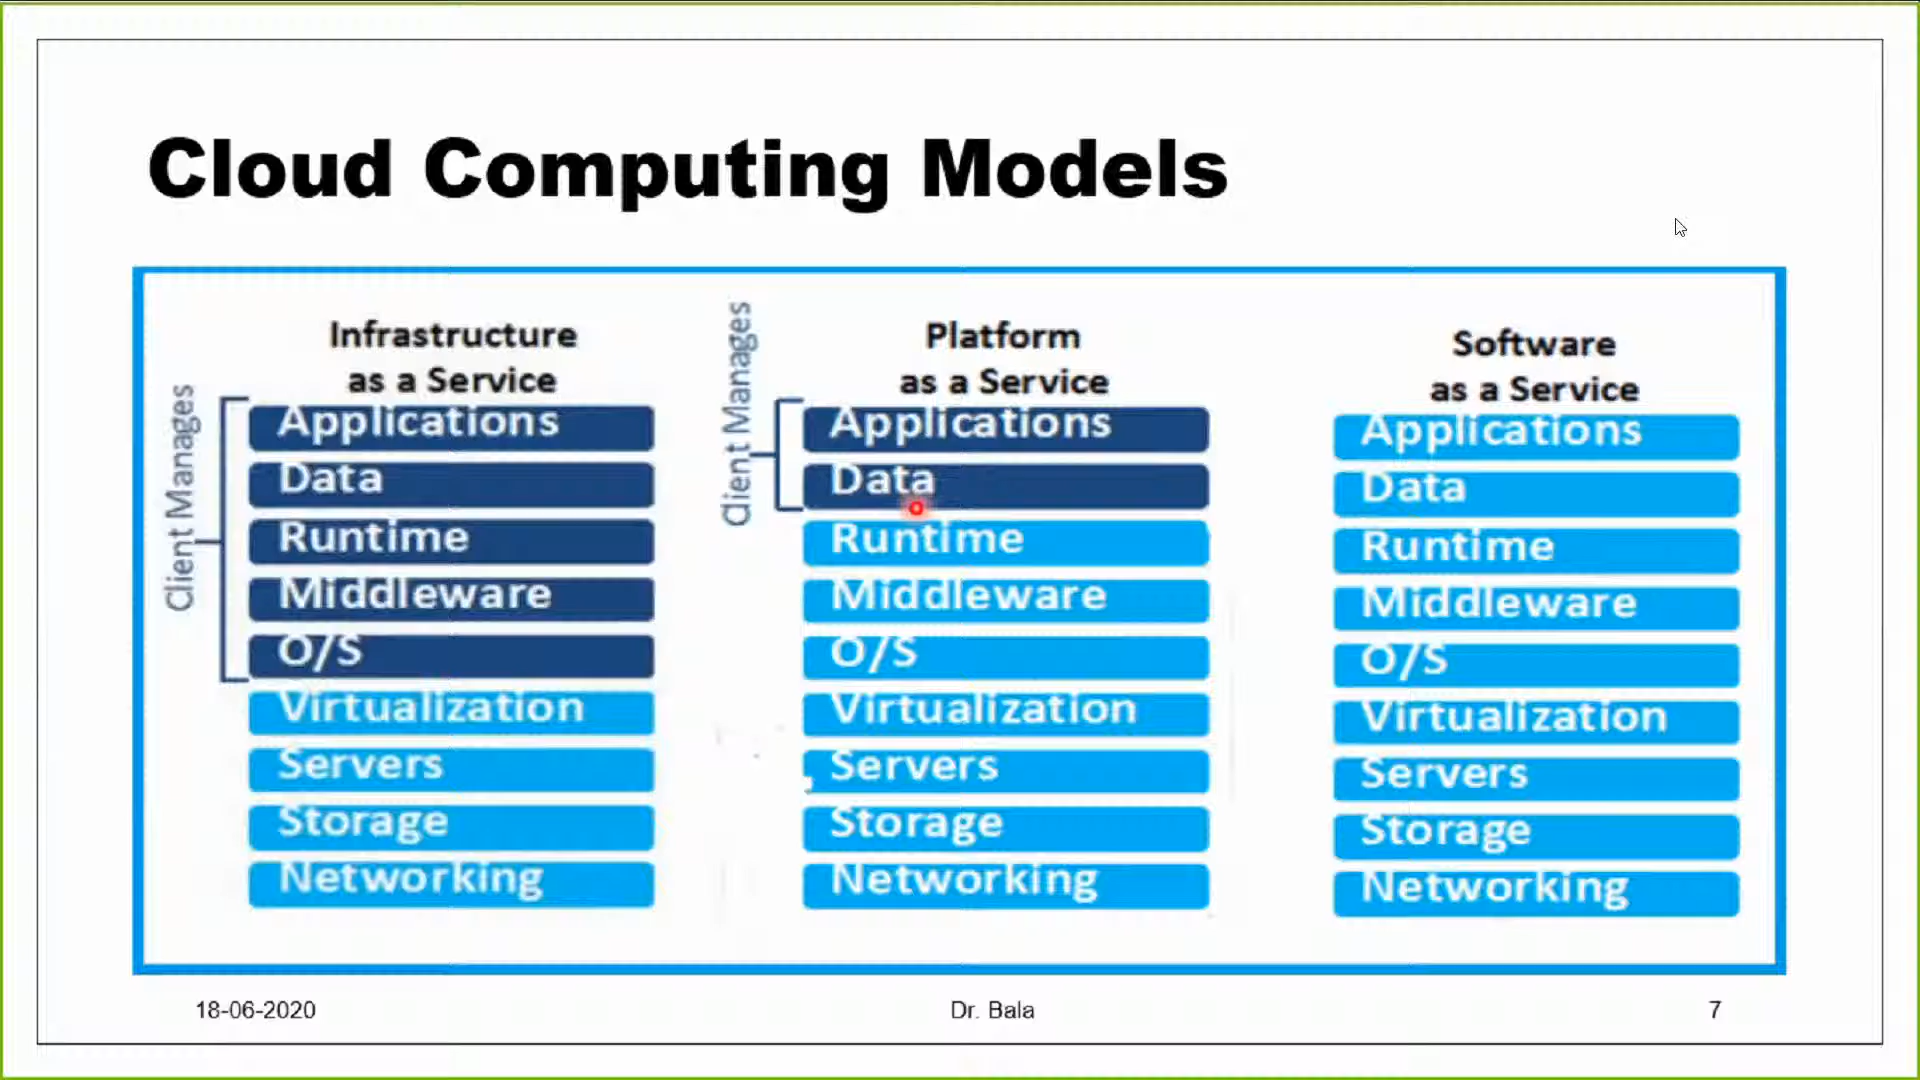 Cloud Computing Models
Client Manages
Infrastructure
as a Service
Applications
Data
Runtime
Middleware
O/S
Virtualization
Servers
Storage
Networking
Client Manages
Platform
as a Service
Applications
Data
Runtime
Middleware
O/S
Virtualization
Servers
Storage
Networking
Software
as a Service
Applications
Data
Runtime
Middleware
O/S
Virtualization
Servers
Storage
Networking
18-06-2020
Dr. Bala
7